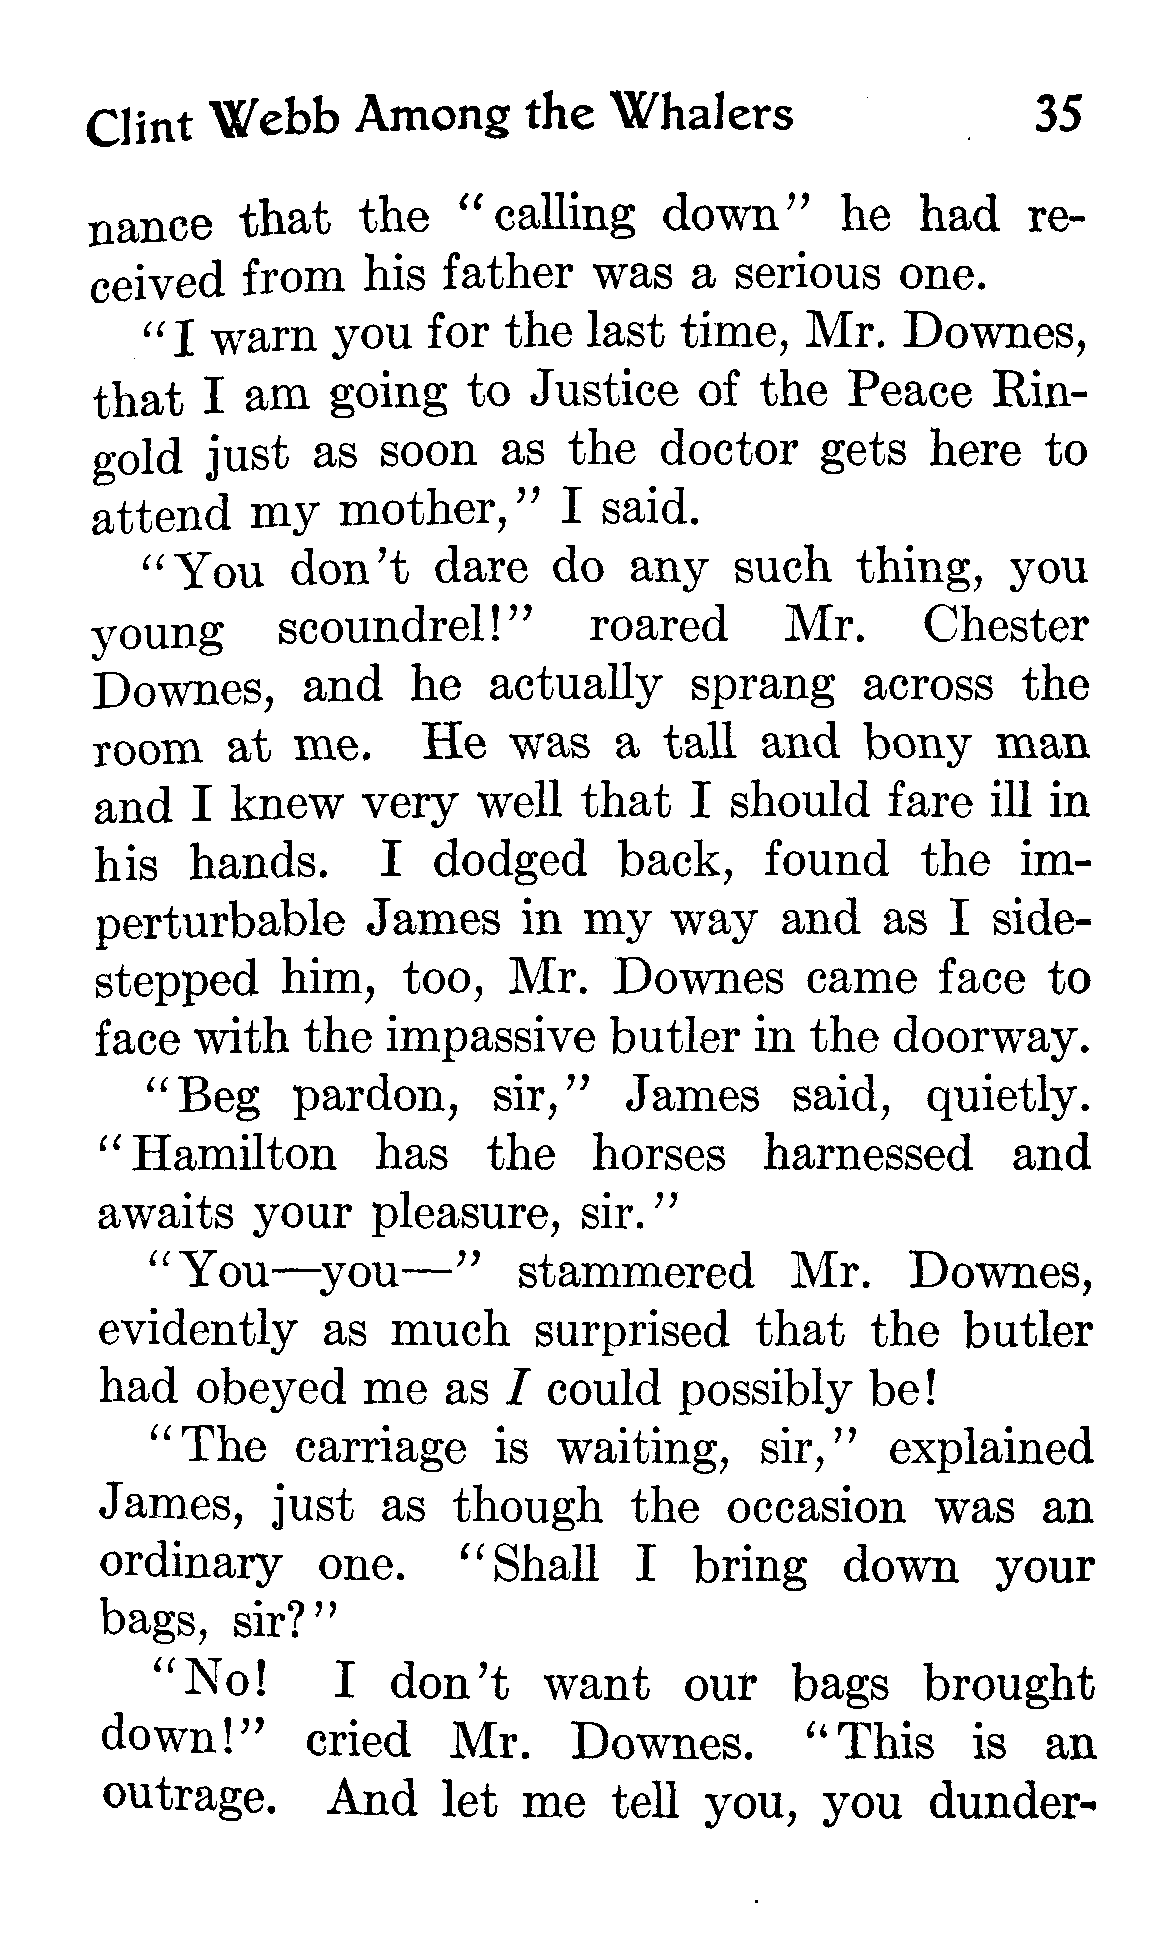 Clint Webb Among the Whalers 35
nance that the "calling down" he had re-
ceived from his father was a serious one.
"I warn you for the last time, Mr. Downes,
that I am going to Justice of the Peace Rin-
gold just as soon as the doctor gets here to
attend my mother," I said.
"You don't dare do any such thing, you
young scoundrel!" roared Mr. Chester
Downes, and he actually sprang across the
room at me. He was a tall and bony man
and I knew very well that I should fare ill in
his hands. I dodged back, found the im-
perturbable James in my way and as I side-
stepped him, too, Mr. Downes came face to
face with the impassive butler in the doorway.
"Beg pardon, sir," James said, quietly.
"Hamilton has the horses harnessed and
awaits your pleasure, sir."
"You—you—" stammered Mr. Downes,
evidently as much surprised that the butler
had obeyed me as I could possibly be!
"The carriage is waiting, sir," explained
James, just as though the occasion was an
ordinary one. "Shall I bring down your
bags, sir?"
"No! I don't want our bags brought
down!" cried Mr. Downes. "This is an
outrage. And let me tell you, you dunder-